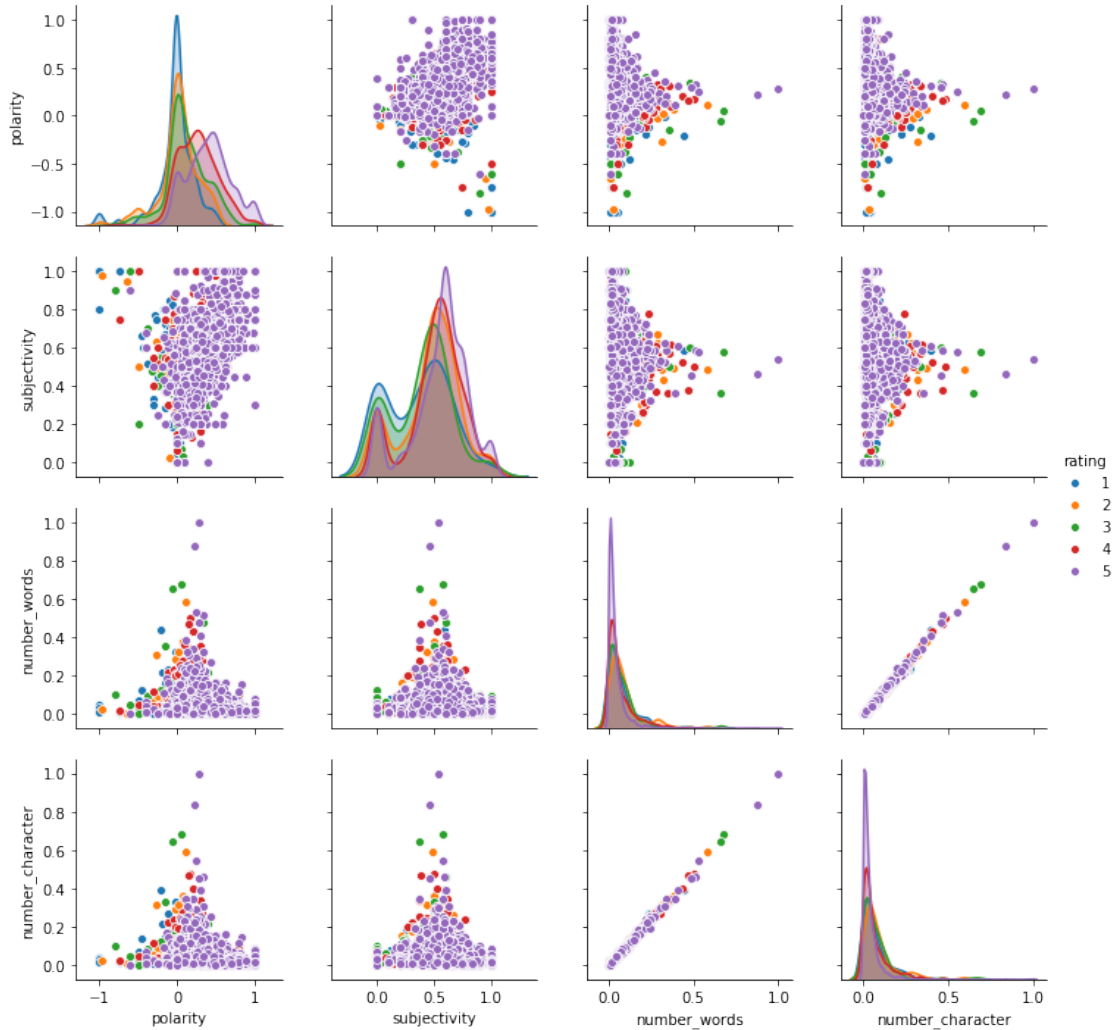 polarity
1.0
0.5
0.0
−0.5
−1.0
subjectivity
1.0
0.8
0.6
0.4
0.2
0.0
rating
1
2
3
4
5
number_words
1.0
0.8
0.6
0.4
0.2
0.0
number_character
1.0
0.8
0.6
0.4
0.2
0.0
−1 0 1
0.0 0.5 1.0
0.0 0.5 1.0
0.0 0.5 1.0
polarity subjectivity number_words number_character